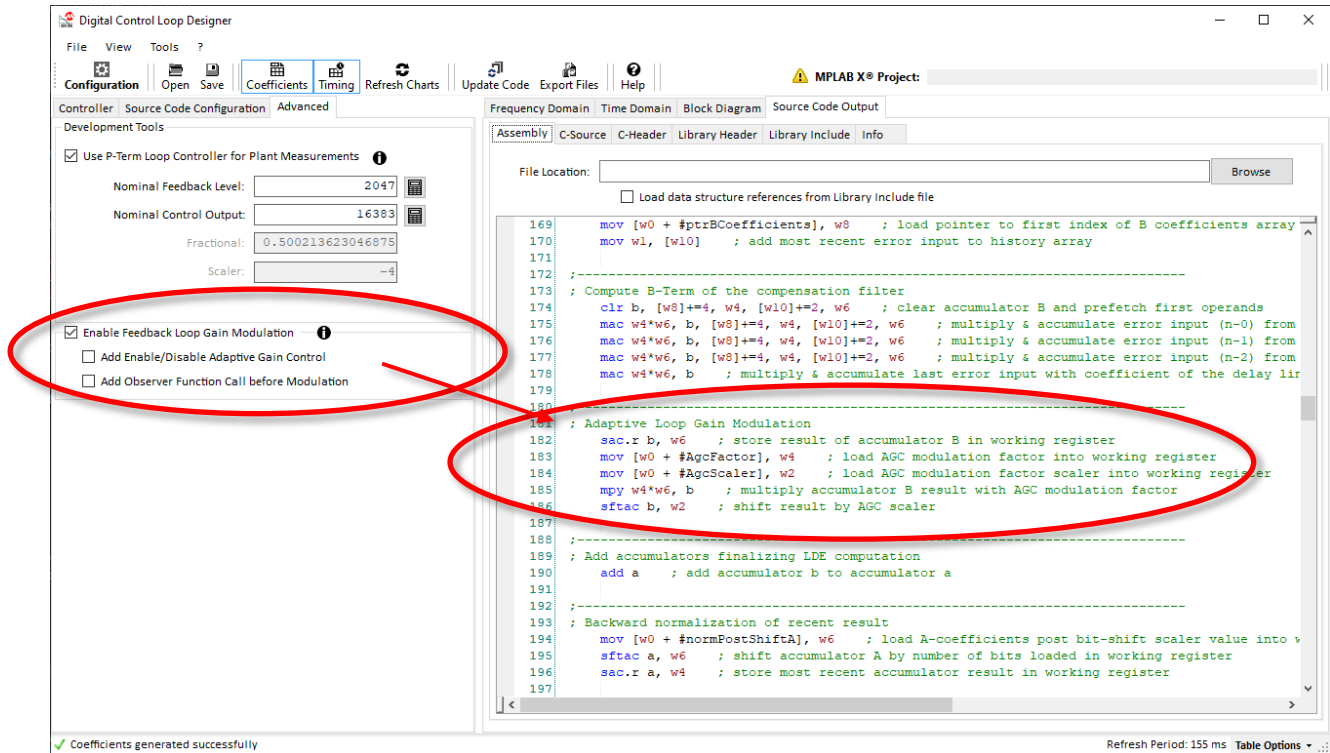 Digital Control Loop Designer
File View Tools ?
Configuration Open Save Coefficients Timing Refresh Charts Update Code Export Files Help MPLAB X® Project:
Controller Source Code Configuration Advanced
Development Tools
Use P-Term Loop Controller for Plant Measurements
Nominal Feedback Level: 2047
Nominal Control Output: 16383
Fractional: 0.500213623046875
Scaler: -4
Enable Feedback Loop Gain Modulation
Add Enable/Disable Adaptive Gain Control
Add Observer Function Call before Modulation
Frequency Domain Time Domain Block Diagram Source Code Output
Assembly C-Source C-Header Library Header Library Include Info
File Location: Browse
Load data structure references from Library Include file
169 mov [w0 + #ptrBCoefficients], w8 ; load pointer to first index of B coefficients array
170 mov w1, [w10] ; add most recent error input to history array
171
172 ;------------------------------------------------------------------------------
173 ; Compute B-Term of the compensation filter
174 clr b, [w8]+=4, w4, [w10]+=2, w6 ; clear accumulator B and prefetch first operands
175 mac w4*w6, b, [w8]+=4, w4, [w10]+=2, w6 ; multiply & accumulate error input (n-0) from
176 mac w4*w6, b, [w8]+=4, w4, [w10]+=2, w6 ; multiply & accumulate error input (n-1) from
177 mac w4*w6, b, [w8]+=4, w4, [w10]+=2, w6 ; multiply & accumulate error input (n-2) from
178 mac w4*w6, b ; multiply & accumulate last error input with coefficient of the delay lin
179
180 ;------------------------------------------------------------------------------
181 ; Adaptive Loop Gain Modulation
182 sac.r b, w6 ; store result of accumulator B in working register
183 mov [w0 + #AgcFactor], w4 ; load AGC modulation factor into working register
184 mov [w0 + #AgcScaler], w2 ; load AGC modulation factor scaler into working register
185 mpy w4*w6, b ; multiply accumulator B result with AGC modulation factor
186 sftac b, w2 ; shift result by AGC scaler
187
188 ;------------------------------------------------------------------------------
189 ; Add accumulators finalizing LDE computation
190 add a ; add accumulator b to accumulator a
191
192 ;------------------------------------------------------------------------------
193 ; Backward normalization of recent result
194 mov [w0 + #normPostShiftA], w6 ; load A-coefficients post bit-shift scaler value into w
195 sftac a, w6 ; shift accumulator A by number of bits loaded in working register
196 sac.r a, w4 ; store most recent accumulator result in working register
197
Coefficients generated successfully
Refresh Period: 155 ms Table Options